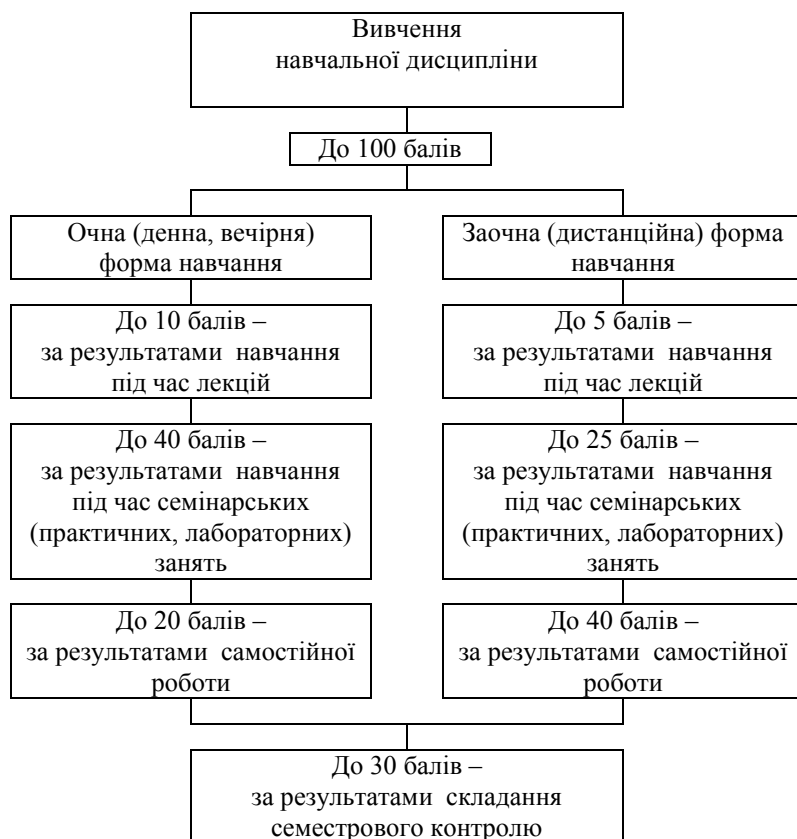 Вивчення
навчальної дисципліни
До 100 балів
Очна (денна, вечірня)
форма навчання
Заочна (дистанційна) форма
навчання
До 10 балів –
за результатами навчання
під час лекцій
До 5 балів –
за результатами навчання
під час лекцій
До 40 балів –
за результатами навчання
під час семінарських
(практичних, лабораторних)
занять
До 25 балів –
за результатами навчання
під час семінарських
(практичних, лабораторних)
занять
До 20 балів –
за результатами самостійної
роботи
До 40 балів –
за результатами самостійної
роботи
До 30 балів –
за результатами складання
семестрового контролю